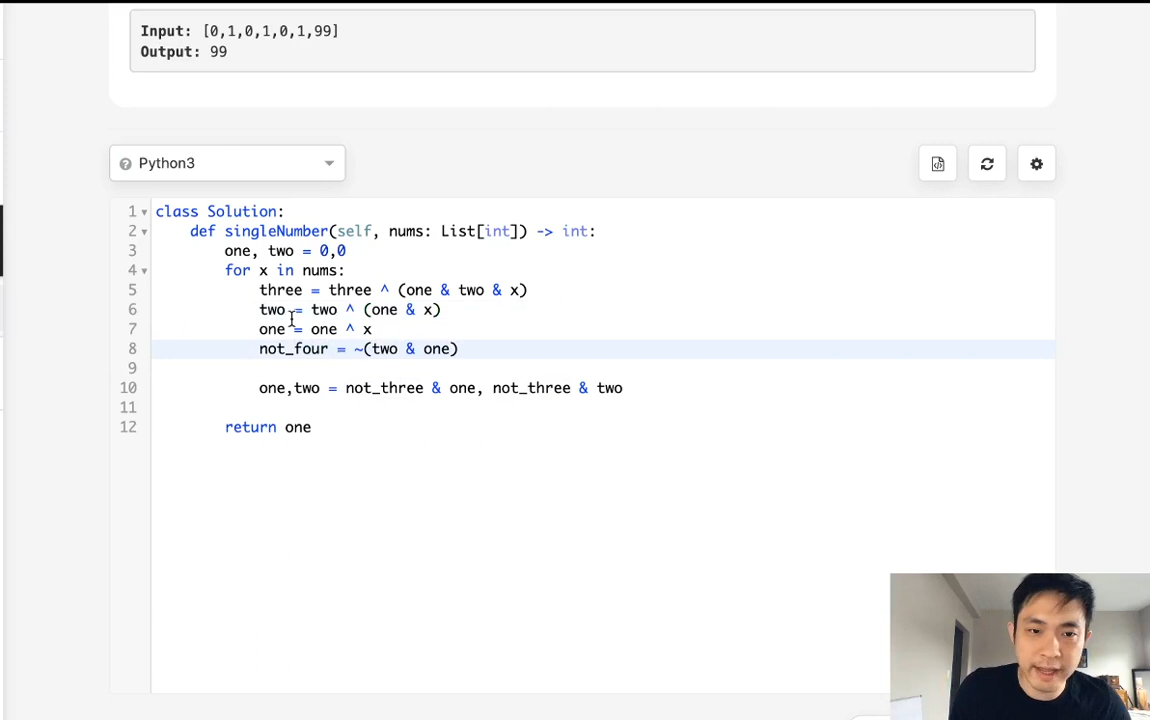 Input: [0,1,0,1,0,1,99]
Output: 99
Python3
1 class Solution:
2 def singleNumber(self, nums: List[int]) -> int:
3 one, two = 0,0
4 for x in nums:
5 three = three ^ (one & two & x)
6 two = two ^ (one & x)
7 one = one ^ x
8 not_four = ~(two & one)
9
10 one,two = not_three & one, not_three & two
11
12 return one